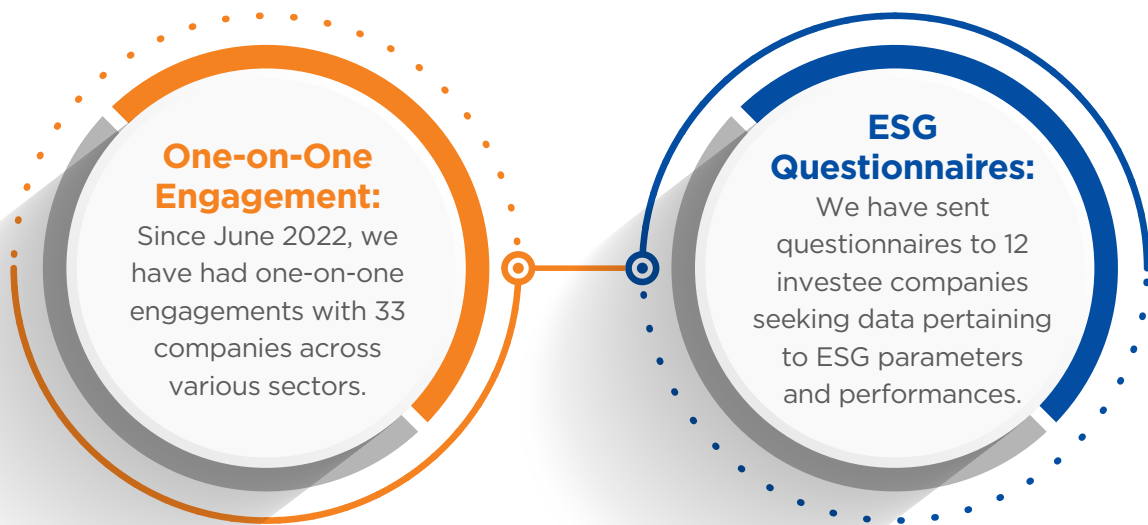 One-on-One
Engagement:
Since June 2022, we
have had one-on-one
engagements with 33
companies across
various sectors.
ESG
Questionnaires:
We have sent
questionnaires to 12
investee companies
seeking data pertaining
to ESG parameters
and performances.